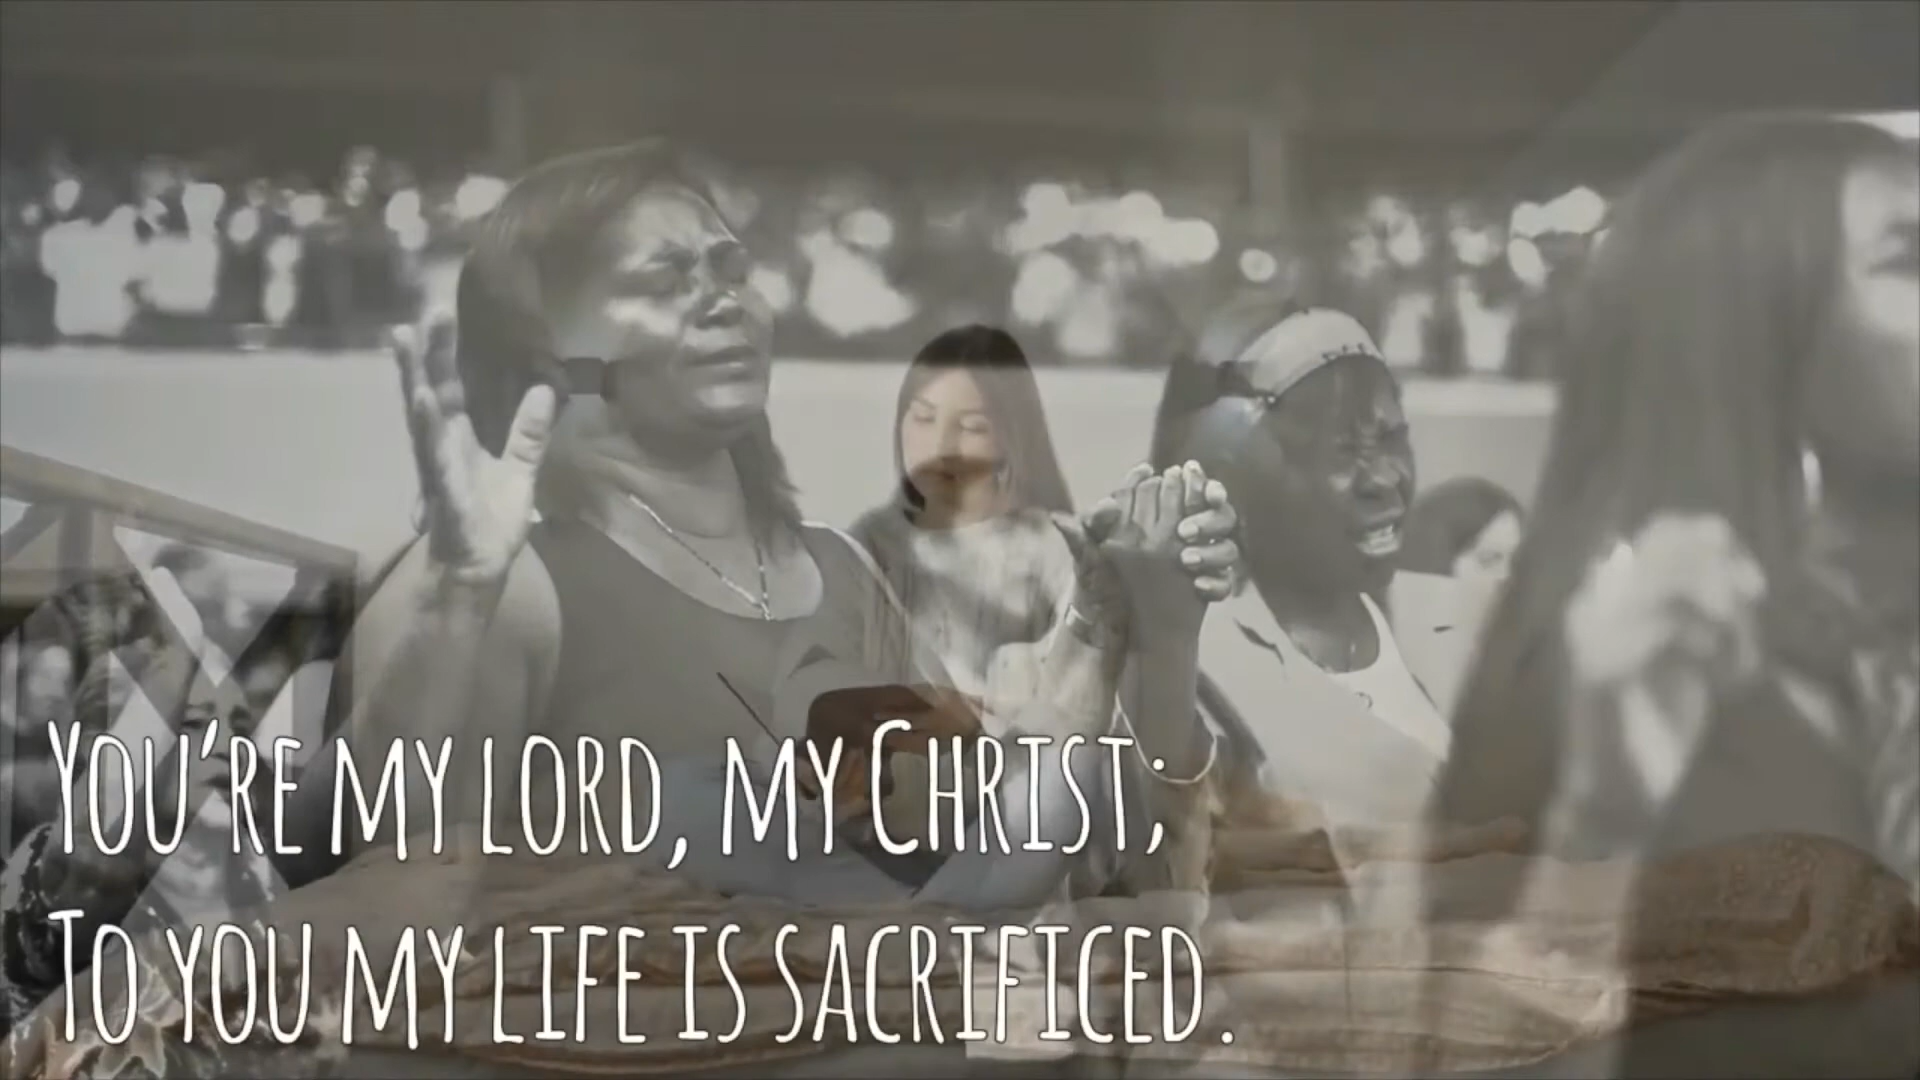 You're my lord, my Christ;
To you my life is sacrificed.